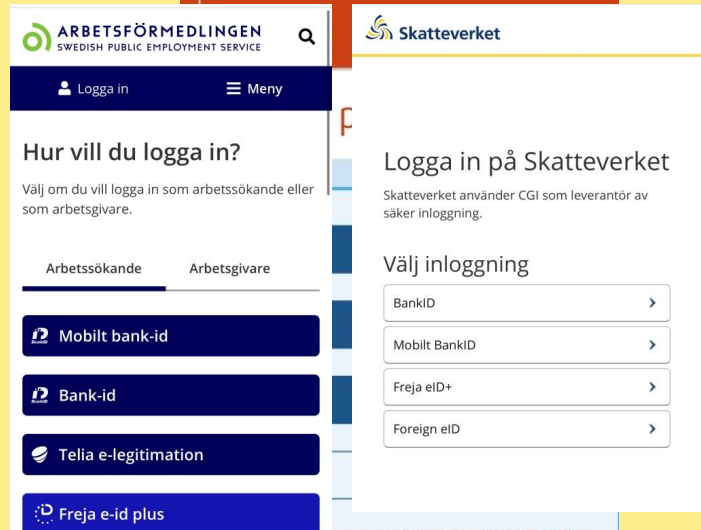 ARBETSFÖRMEDLINGEN
SWEDISH PUBLIC EMPLOYMENT SERVICE
Logga in
Meny
Hur vill du logga in?
Välj om du vill logga in som arbetssökande eller
som arbetsgivare.
Arbetssökande
Arbetsgivare
Mobilt bank-id
Bank-id
Telia e-legitimation
Freja e-id plus
p
Skatteverket
Logga in på Skatteverket
Skatteverket använder CGI som leverantör av
säker inloggning.
Välj inloggning
BankID
Mobilt BankID
Freja eID+
Foreign eID